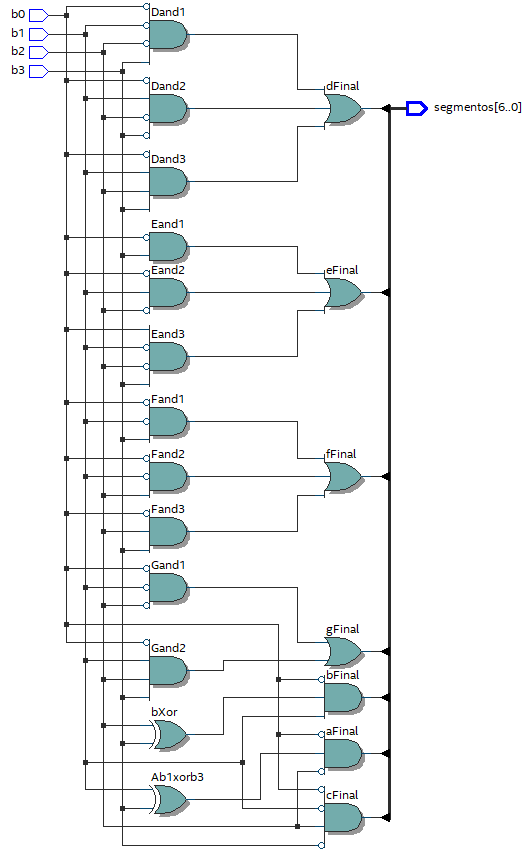 b0
b1
b2
b3
Dand1
Dand2
dFinal
segmentos[6..0]
Dand3
Eand1
Eand2
eFinal
Eand3
Fand1
Fand2
fFinal
Fand3
Gand1
gFinal
Gand2
bFinal
bXor
aFinal
Ab1xorb3
cFinal